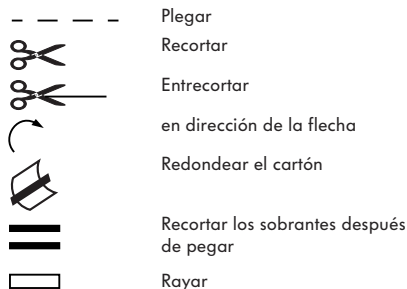 Plegar
Recortar
Entrecortar
en dirección de la flecha
Redondear el cartón
Recortar los sobrantes después
de pegar
Rayar